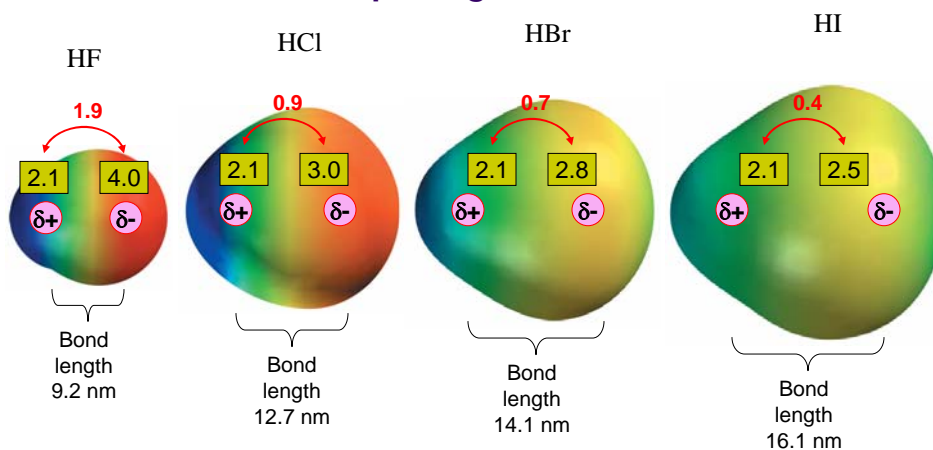 HF
HCl
HBr
HI
1.9
0.9
0.7
0.4
2.1 4.0
2.1 3.0
2.1 2.8
2.1 2.5
δ+ δ-
δ+ δ-
δ+ δ-
δ+ δ-
Bond
length
9.2 nm
Bond
length
12.7 nm
Bond
length
14.1 nm
Bond
length
16.1 nm